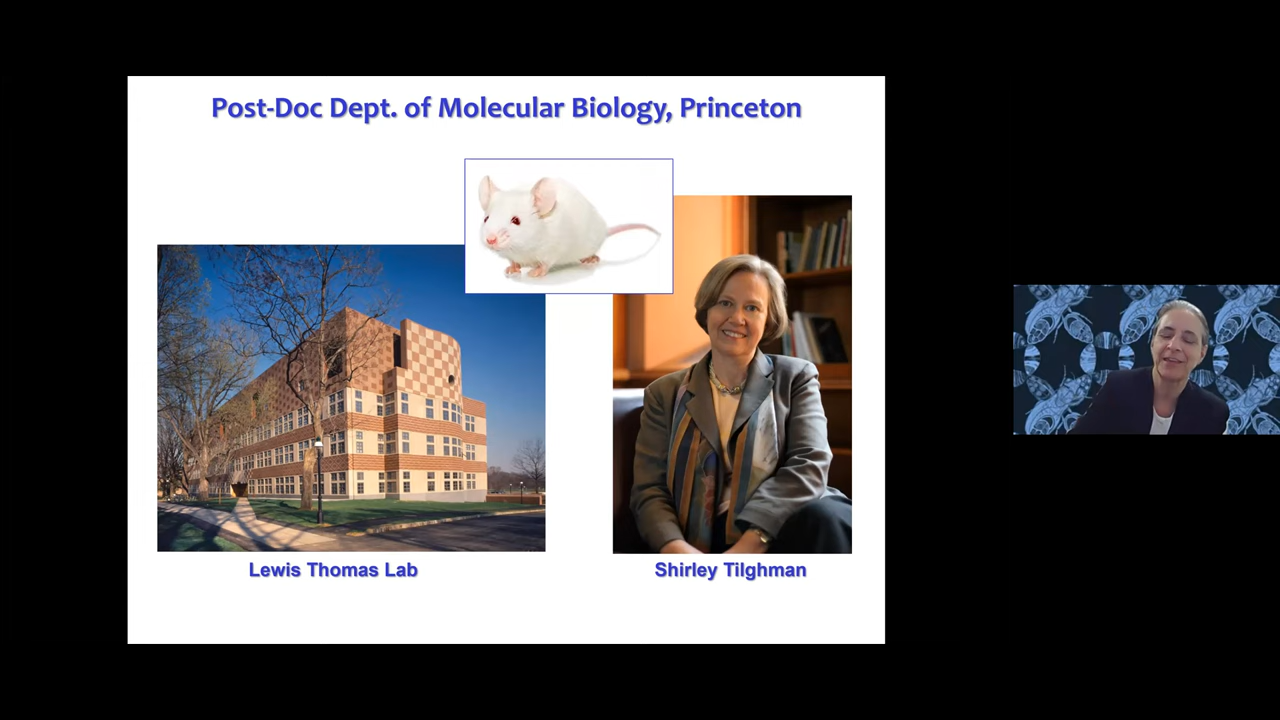 Post-Doc Dept. of Molecular Biology, Princeton
Lewis Thomas Lab
Shirley Tilghman